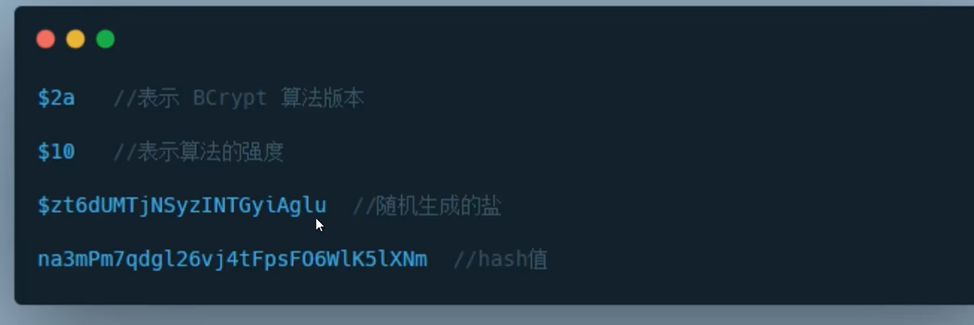 $2a //表示 BCrypt 算法版本
$10 //表示算法的强度
$zt6dUMTjNSyzINTGyiAglu //随机生成的盐
na3mPm7qdgl26vj4tFpsFO6WlK5lXNm //hash值